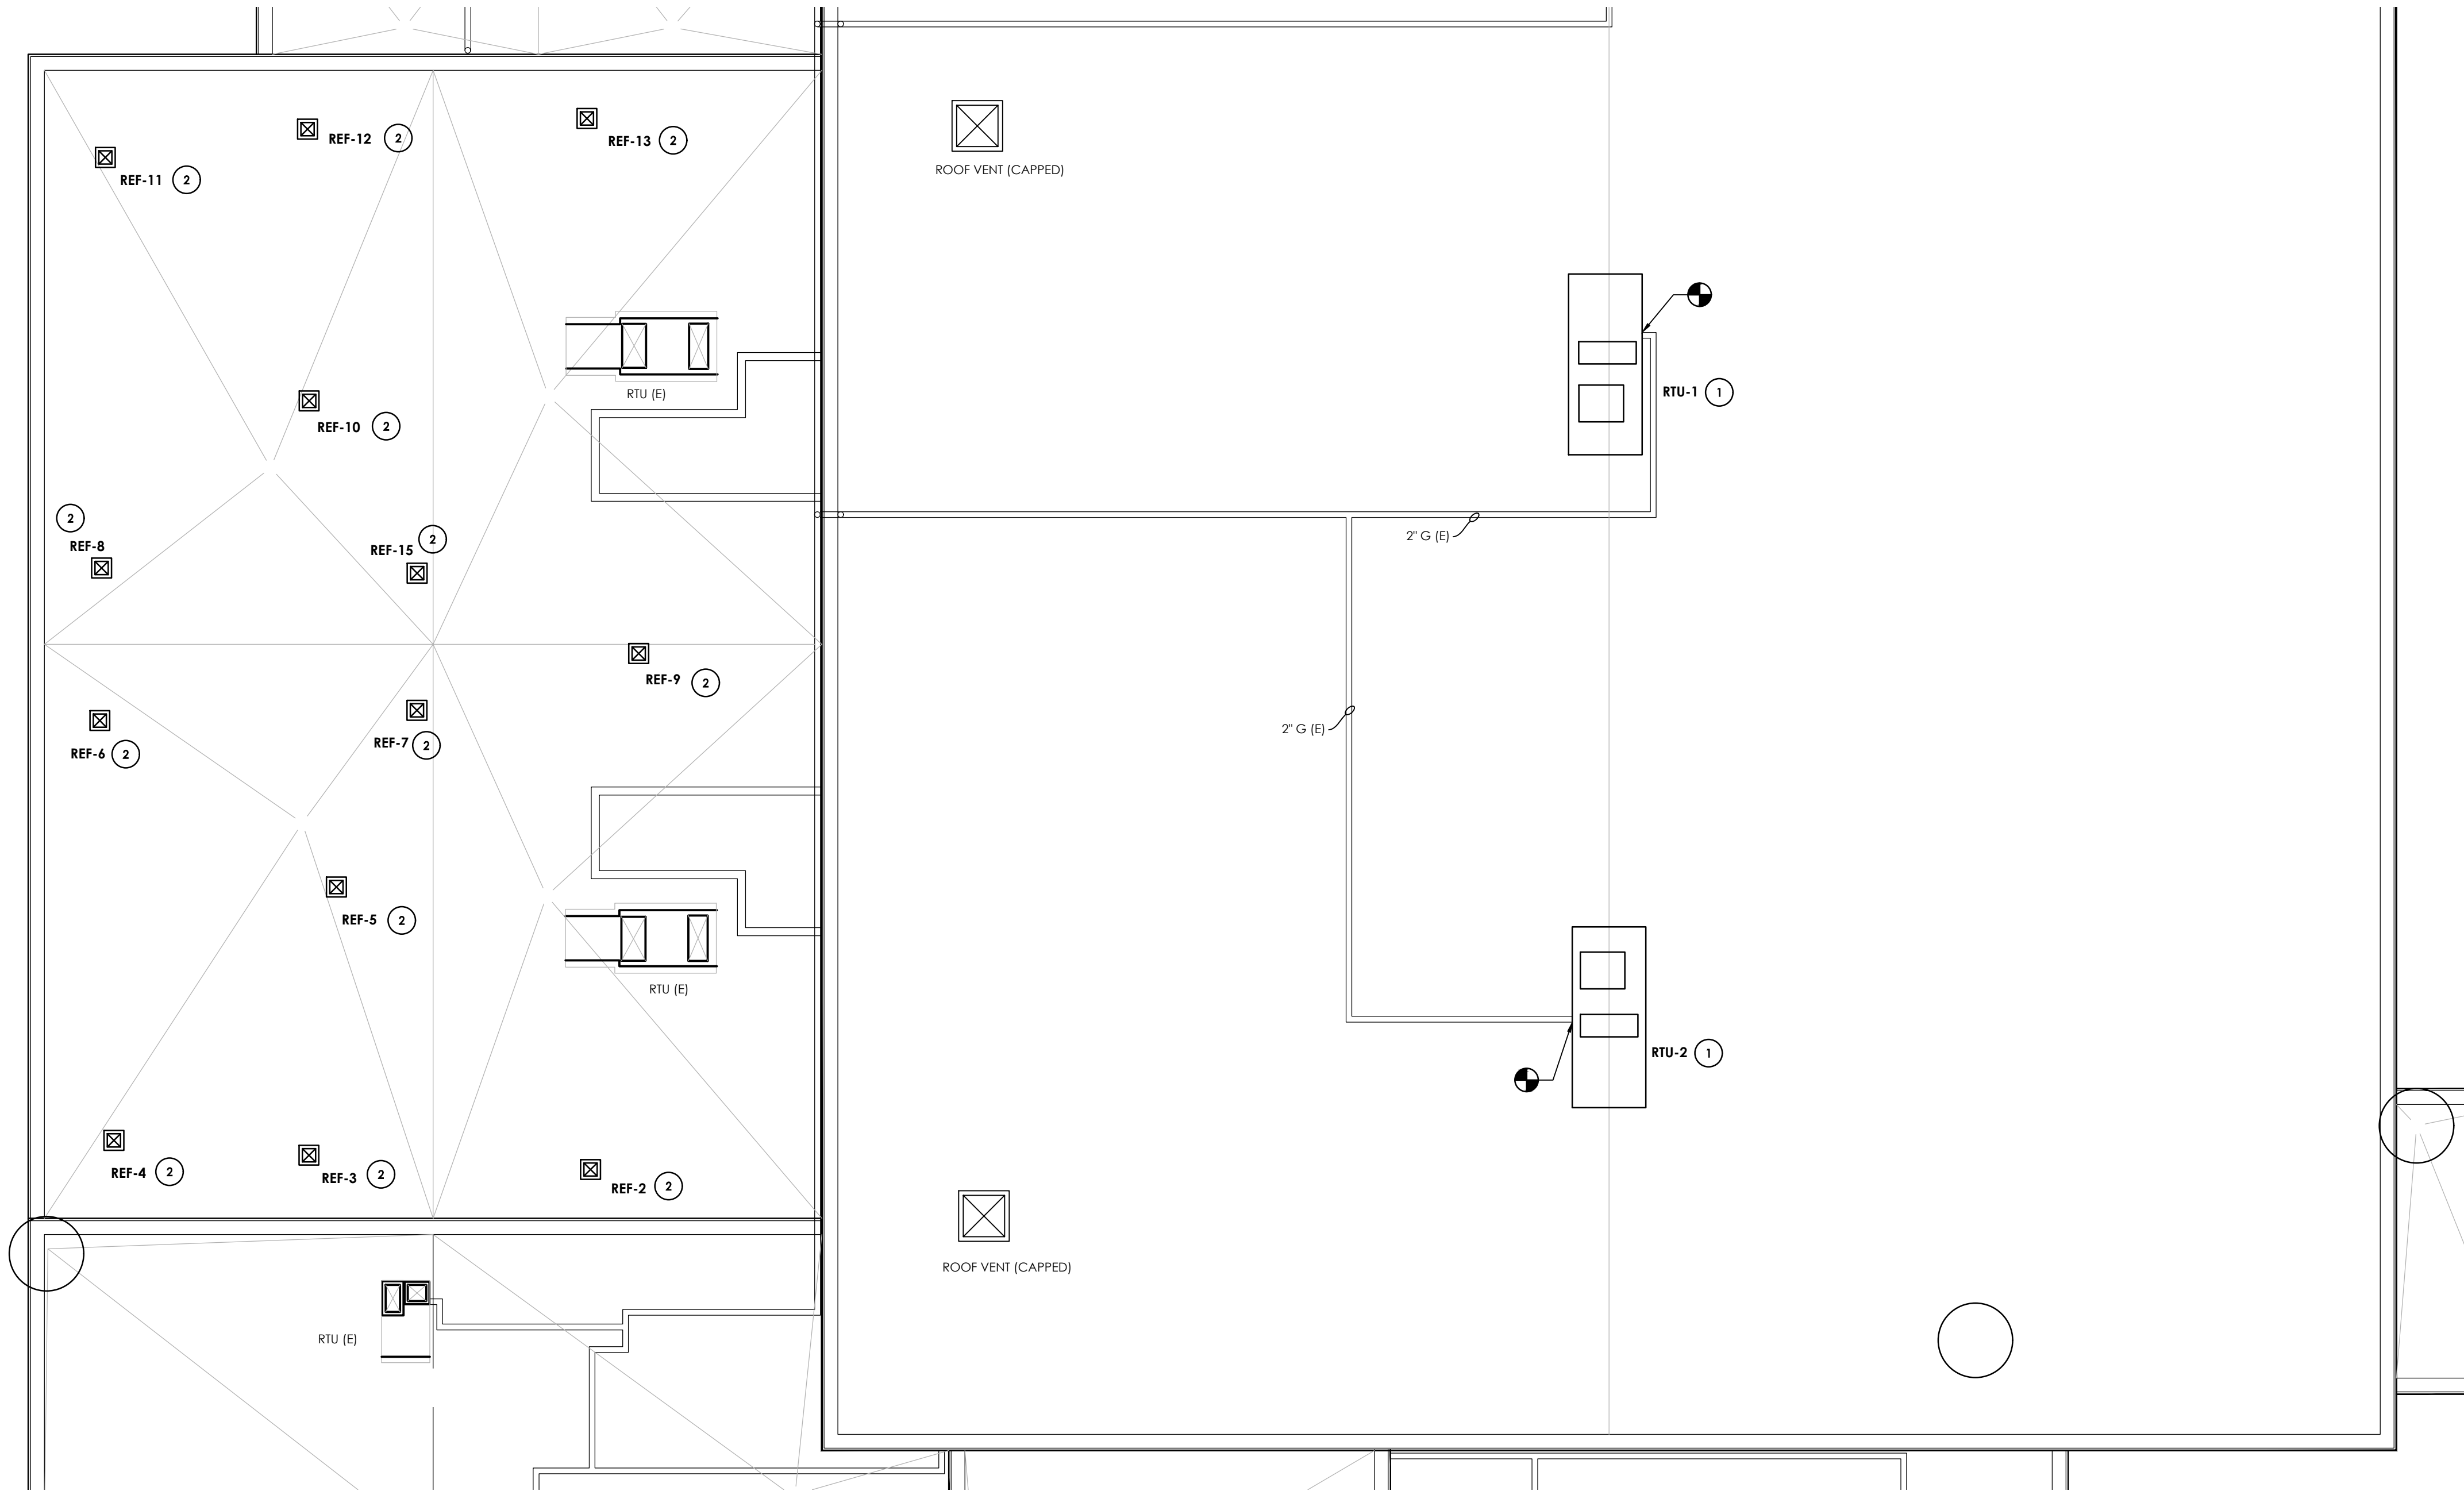 REF-12 2
REF-13 2
REF-11 2
ROOF VENT (CAPPED)
RTU (E)
RTU-1 1
REF-10 2
2
REF-8
REF-15 2
2" G (E)
REF-9 2
2" G (E)
REF-6 2
REF-7 2
REF-5 2
RTU (E)
RTU-2 1
REF-4 2
REF-3 2
REF-2 2
ROOF VENT (CAPPED)
RTU (E)